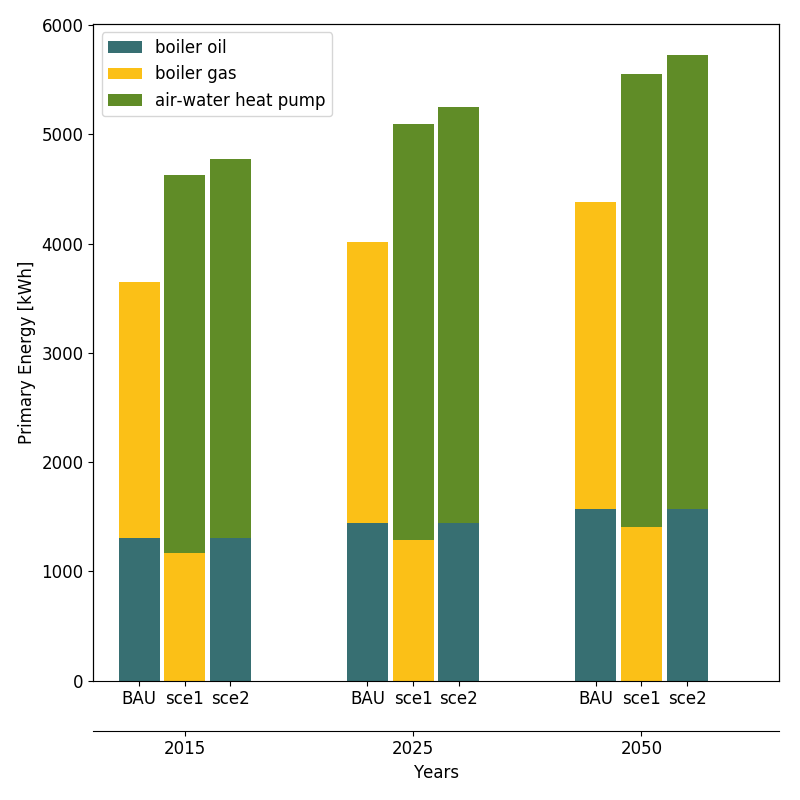 6000
5000
4000
3000
2000
1000
0
Primary Energy [kWh]
boiler oil
boiler gas
air-water heat pump
BAU sce1 sce2 BAU sce1 sce2 BAU sce1 sce2
2015 2025 2050
Years